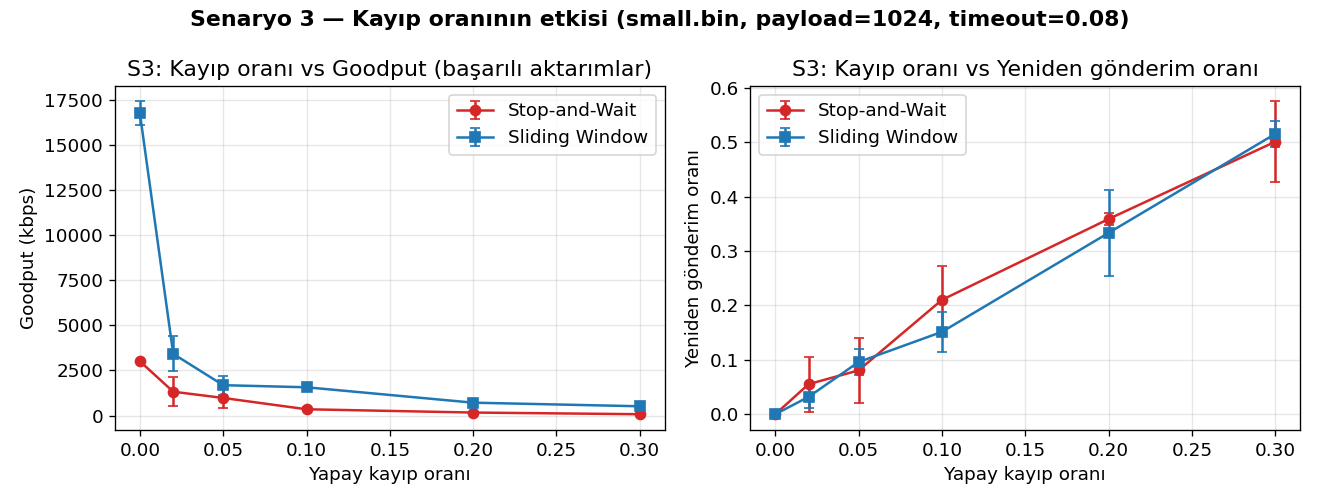 Senaryo 3 — Kayıp oranının etkisi (small.bin, payload=1024, timeout=0.08)
S3: Kayıp oranı vs Goodput (başarılı aktarımlar)
Goodput (kbps)
17500
15000
12500
10000
7500
5000
2500
0
Stop-and-Wait
Sliding Window
0.00 0.05 0.10 0.15 0.20 0.25 0.30
Yapay kayıp oranı
S3: Kayıp oranı vs Yeniden gönderim oranı
Yeniden gönderim oranı
0.6
0.5
0.4
0.3
0.2
0.1
0.0
Stop-and-Wait
Sliding Window
0.00 0.05 0.10 0.15 0.20 0.25 0.30
Yapay kayıp oranı